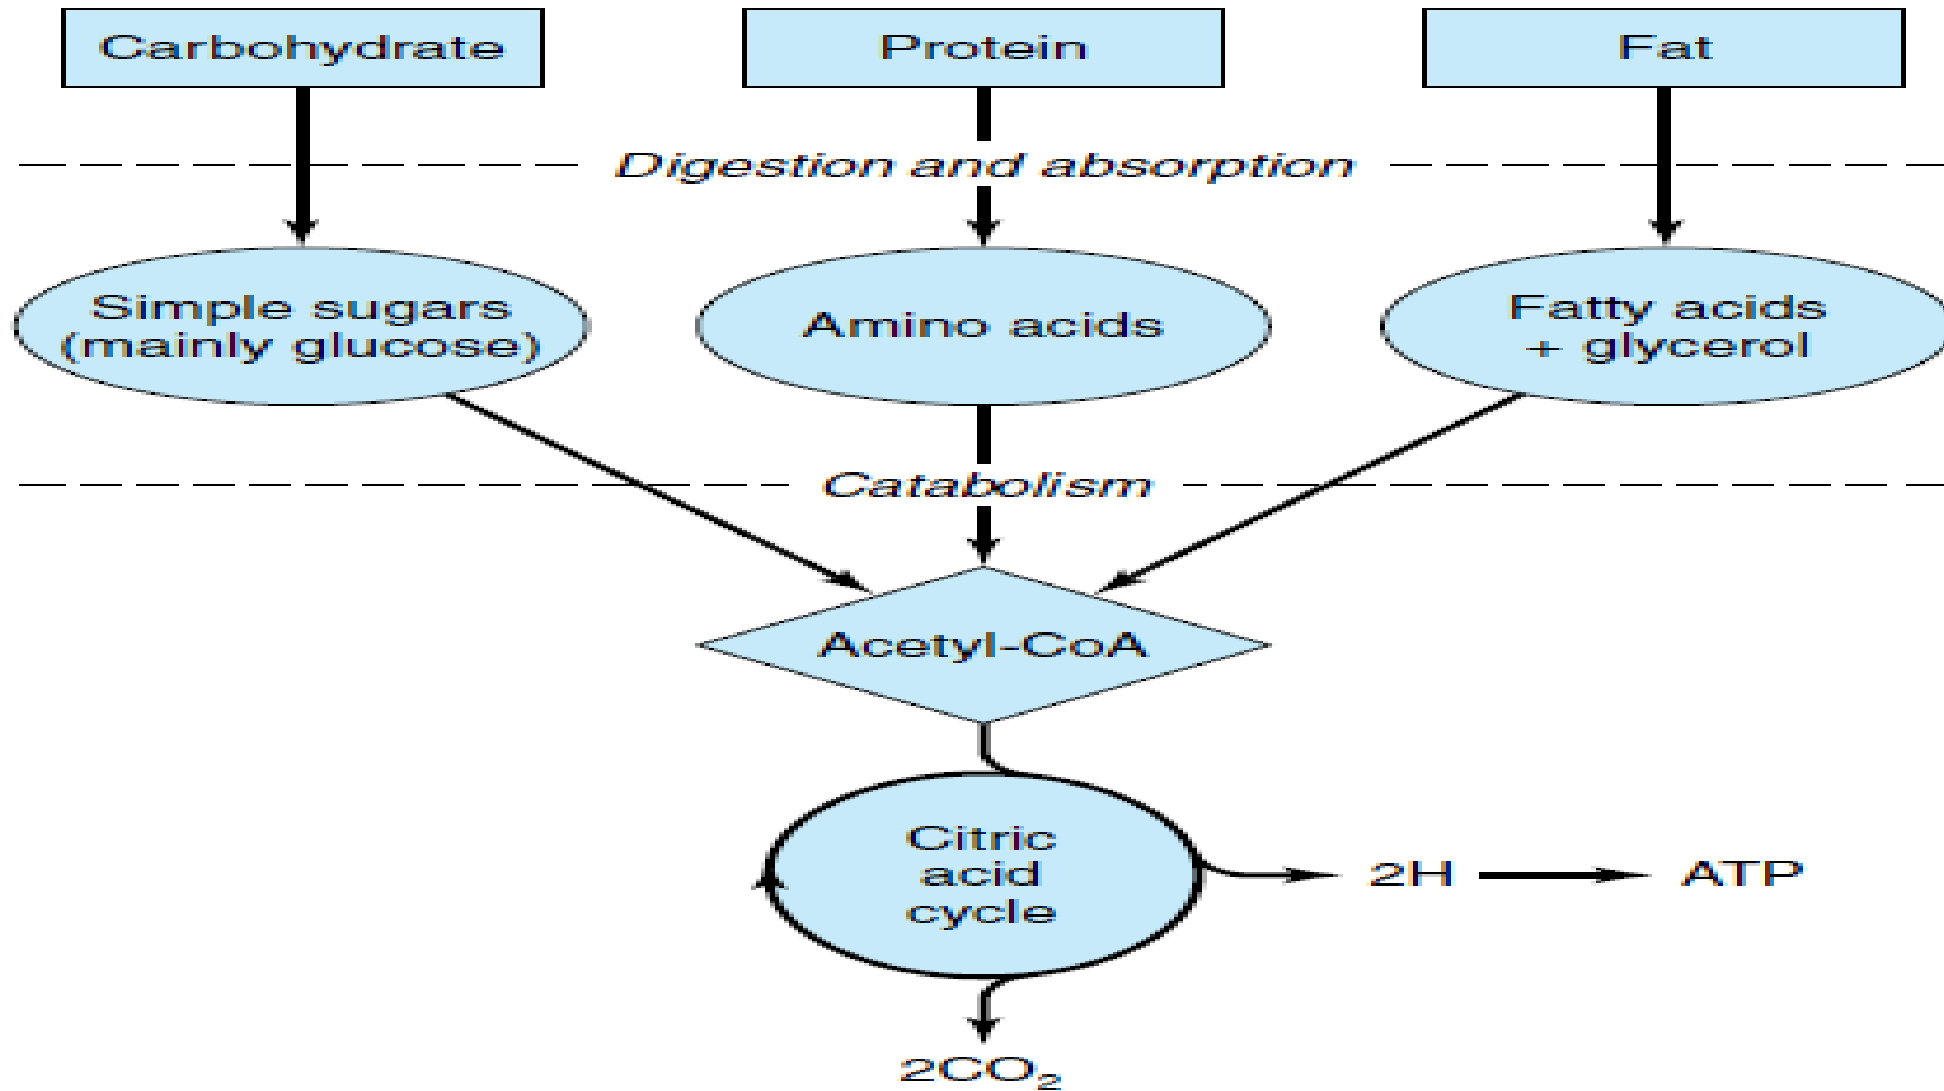 Carbohydrate
Protein
Fat
Digestion and absorption
Simple sugars
(mainly glucose)
Amino acids
Fatty acids
+ glycerol
Catabolism
Acetyl-CoA
Citric
acid
cycle
2H
ATP
2CO₂